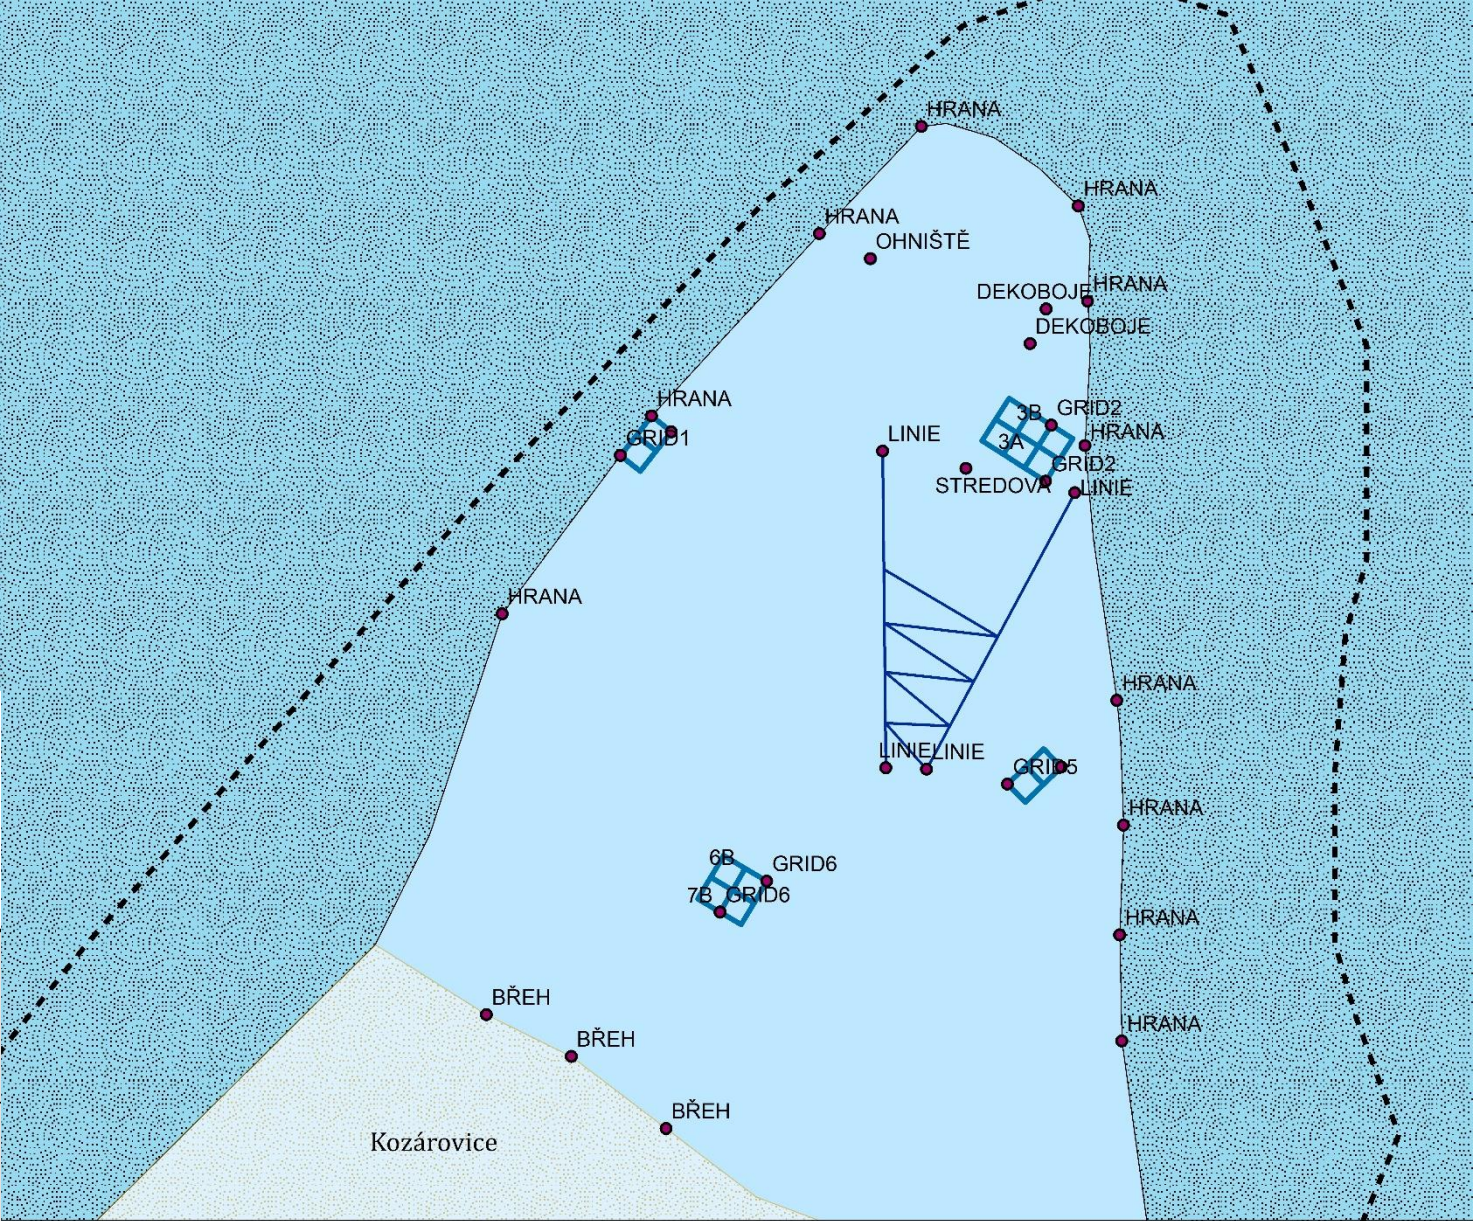 HRANA
HRANA
HRANA
OHNIŠTĚ
HRANA
DEKOBOJE
DEKOBOJE
HRANA
3B
GRID2
HRANA
LINIE
GRID1
3A
GRID2
STREDOVA
LINIE
HRANA
HRANA
LINIE
LINIE
GRID5
HRANA
6B
GRID6
7B
GRID6
HRANA
BŘEH
HRANA
BŘEH
BŘEH
Kozárovice